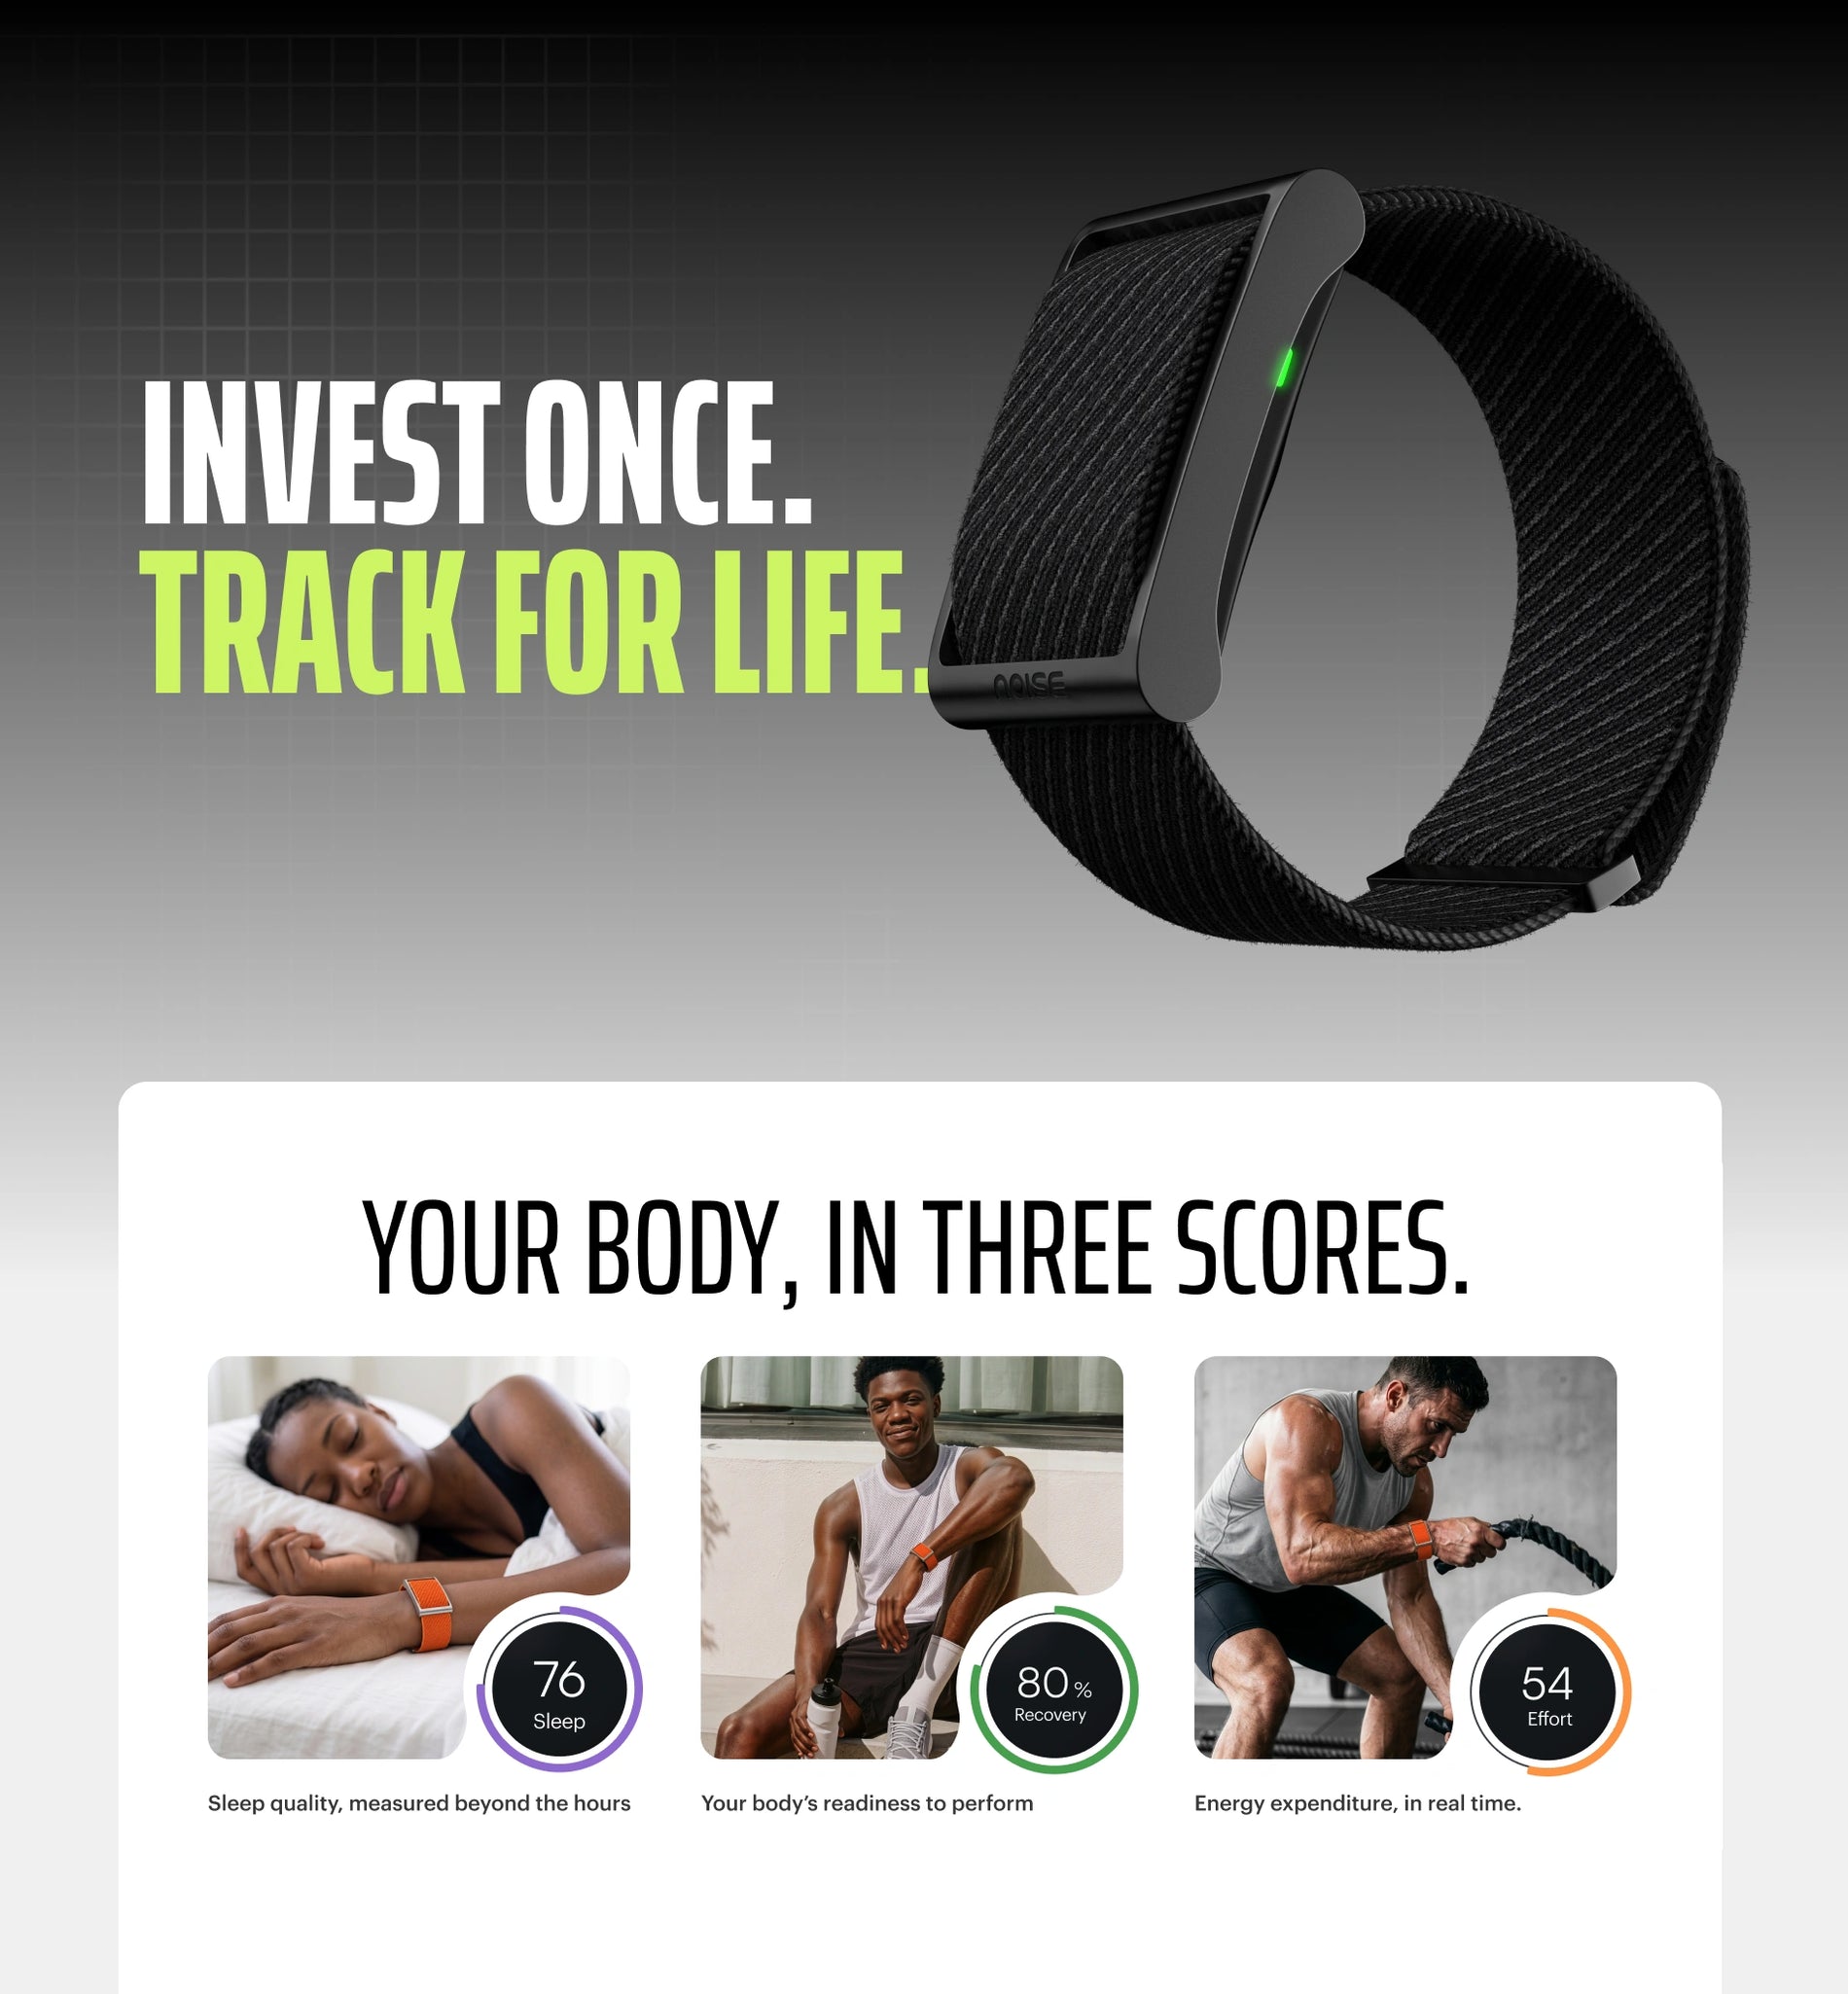 INVEST ONCE.
TRACK FOR LIFE.
NOISE
YOUR BODY, IN THREE SCORES.
76
Sleep
80%
Recovery
54
Effort
Sleep quality, measured beyond the hours
Your body’s readiness to perform
Energy expenditure, in real time.